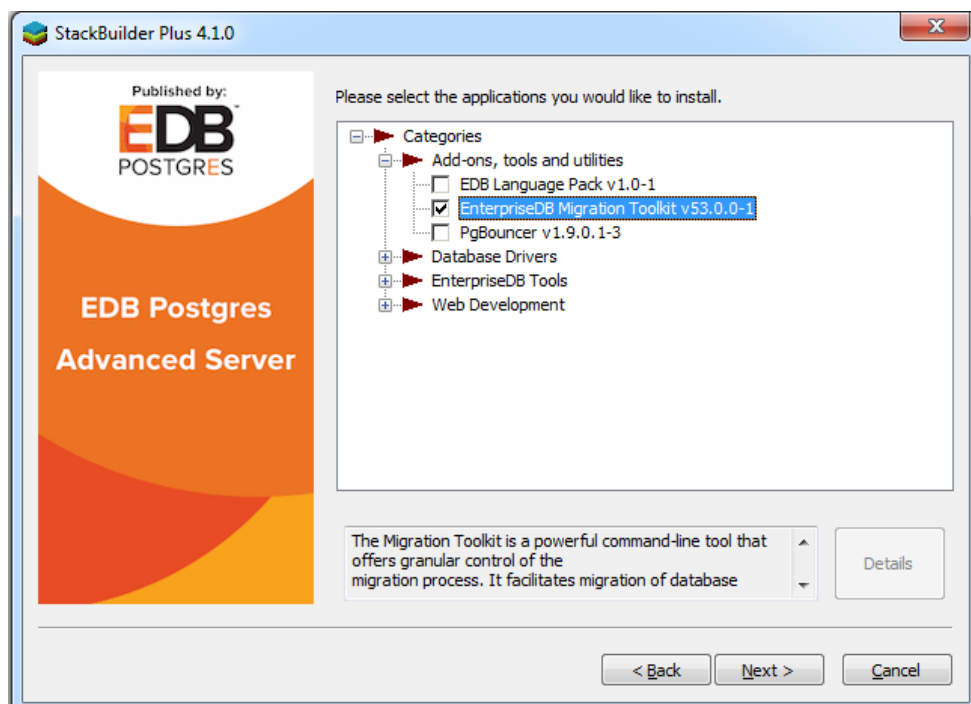 StackBuilder Plus 4.1.0
Published by:
EDB
POSTGRES
EDB Postgres
Advanced Server
Please select the applications you would like to install.
Categories
Add-ons, tools and utilities
EDB Language Pack v1.0-1
EnterpriseDB Migration Toolkit v53.0.0-1
PgBouncer v1.9.0.1-3
Database Drivers
EnterpriseDB Tools
Web Development
The Migration Toolkit is a powerful command-line tool that
offers granular control of the
migration process. It facilitates migration of database
Details
< Back
Next >
Cancel